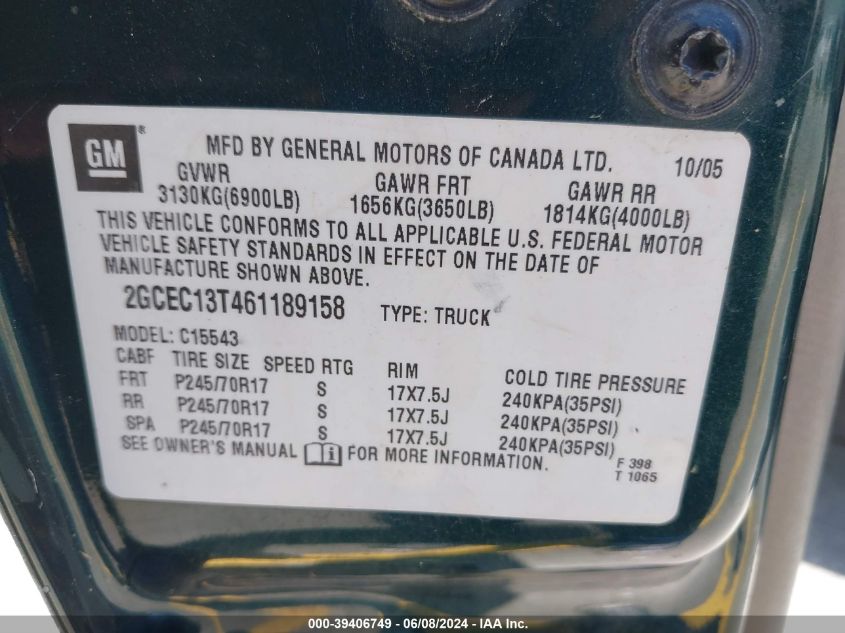 GM ®
MFD BY GENERAL MOTORS OF CANADA LTD. 10/05
GVWR GAWR FRT GAWR RR
3130KG(6900LB) 1656KG(3650LB) 1814KG(4000LB)
THIS VEHICLE CONFORMS TO ALL APPLICABLE U.S. FEDERAL MOTOR
VEHICLE SAFETY STANDARDS IN EFFECT ON THE DATE OF
MANUFACTURE SHOWN ABOVE.
2GCEC13T461189158 TYPE: TRUCK
MODEL: C15543
CABF TIRE SIZE SPEED RTG RIM COLD TIRE PRESSURE
FRT P245/70R17 S 17X7.5J 240KPA(35PSI)
RR P245/70R17 S 17X7.5J 240KPA(35PSI)
SPA P245/70R17 S 17X7.5J 240KPA(35PSI)
SEE OWNER'S MANUAL i FOR MORE INFORMATION.
F 398
T 1065
000-39406749 - 06/08/2024 - IAA Inc.